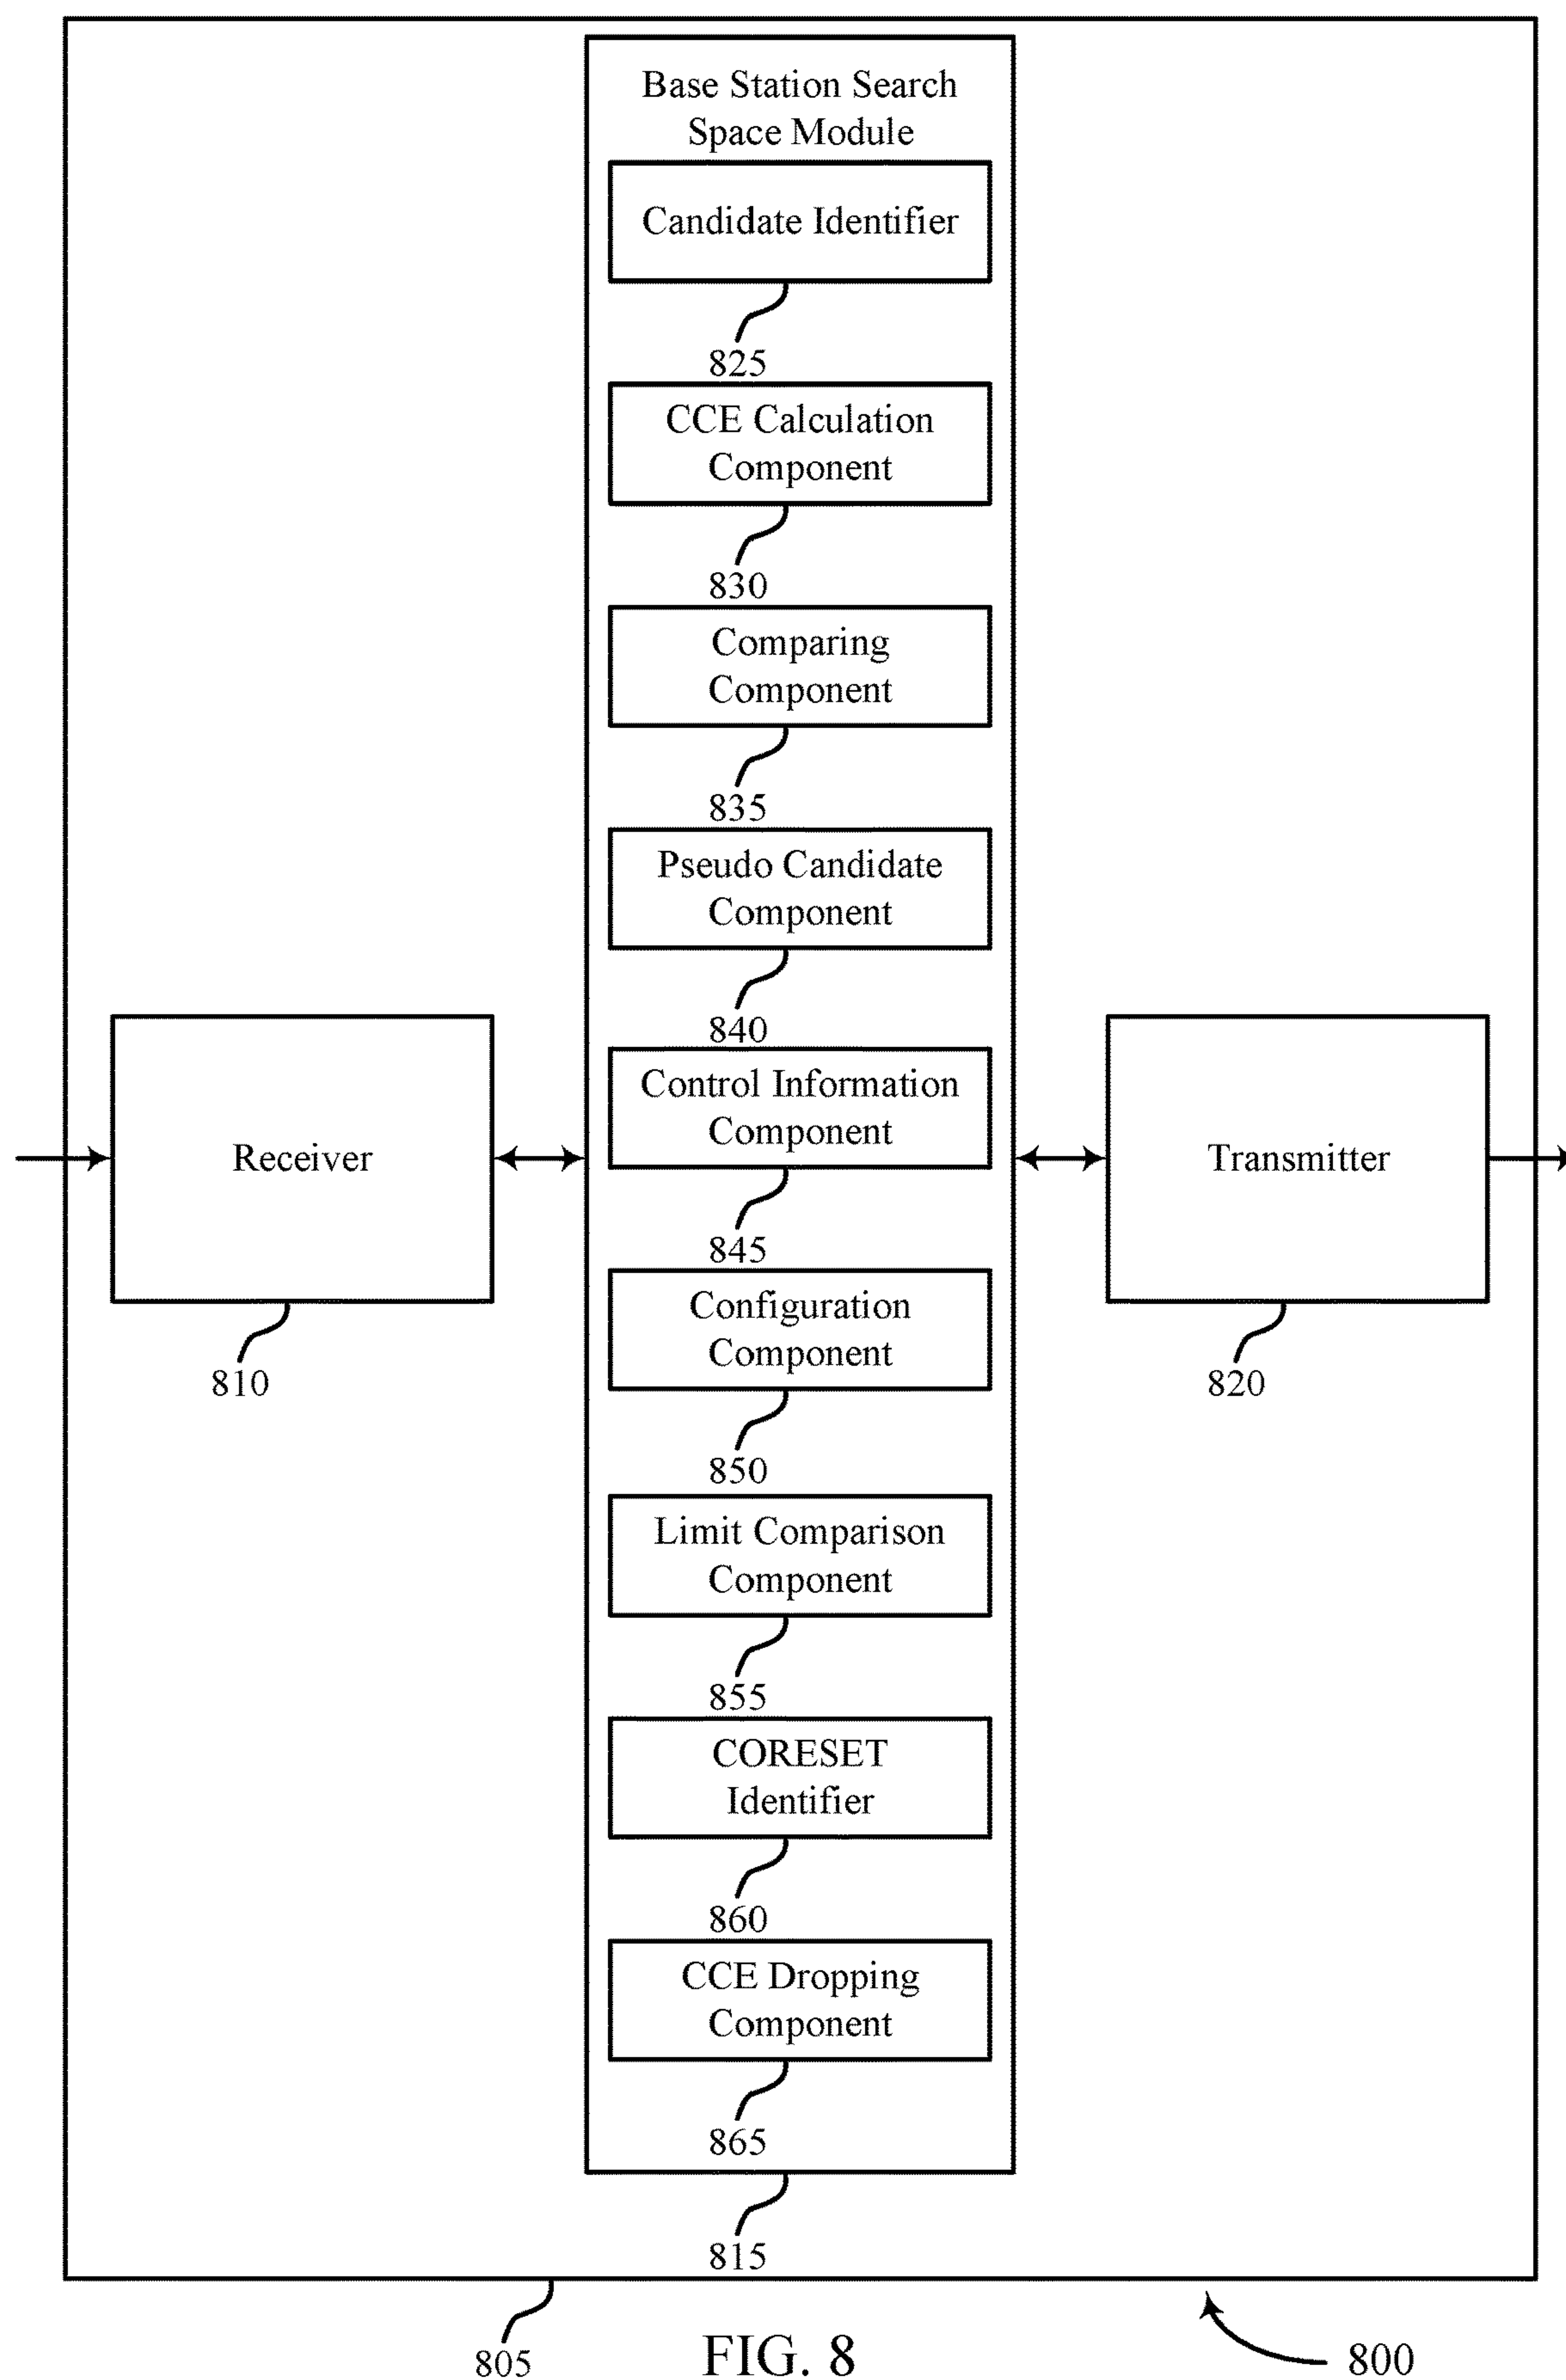 Base Station Search
Space Module
Candidate Identifier
825
CCE Calculation
Component
830
Comparing
Component
835
Pseudo Candidate
Component
840
Control Information
Component
845
Receiver
810
Transmitter
820
Configuration
Component
850
Limit Comparison
Component
855
CORESET
Identifier
860
CCE Dropping
Component
865
815
805
FIG. 8
800